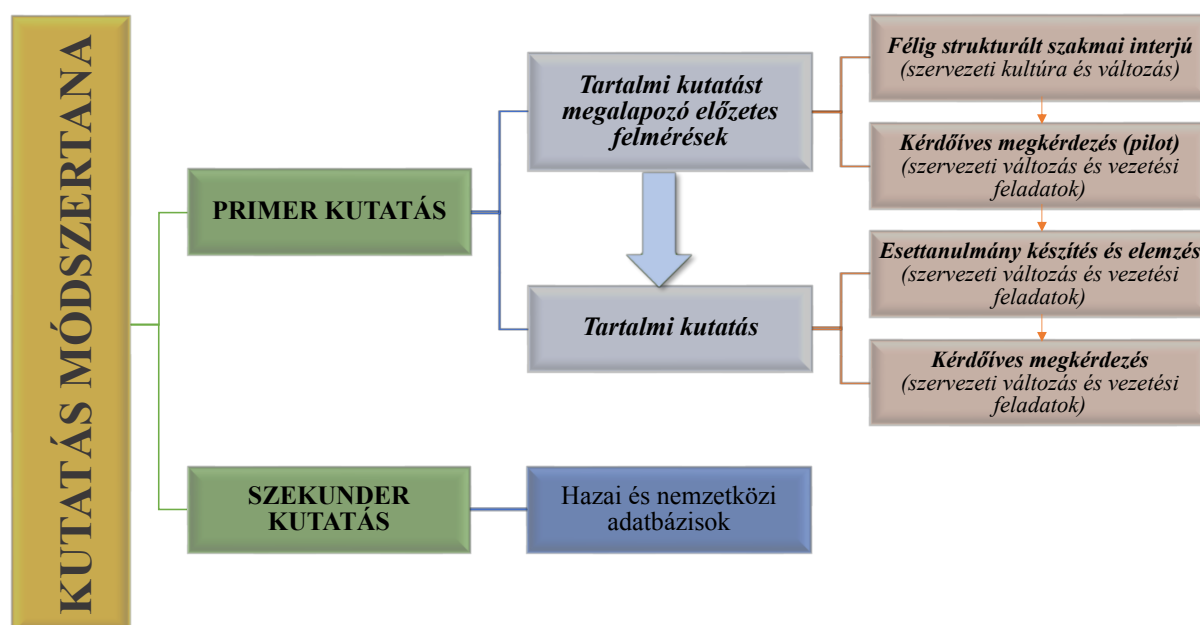 KUTATÁS MÓDSZERTANA
PRIMER KUTATÁS
Tartalmi kutatást
megalapozó előzetes
felmérések
Félig strukturált szakmai interjú
(szervezeti kultúra és változás)
Kérdőíves megkérdezés (pilot)
(szervezeti változás és vezetési
feladatok)
Tartalmi kutatás
Esettanulmány készítés és elemzés
(szervezeti változás és vezetési
feladatok)
Kérdőíves megkérdezés
(szervezeti változás és vezetési
feladatok)
SZEKUNDER
KUTATÁS
Hazai és nemzetközi
adatbázisok